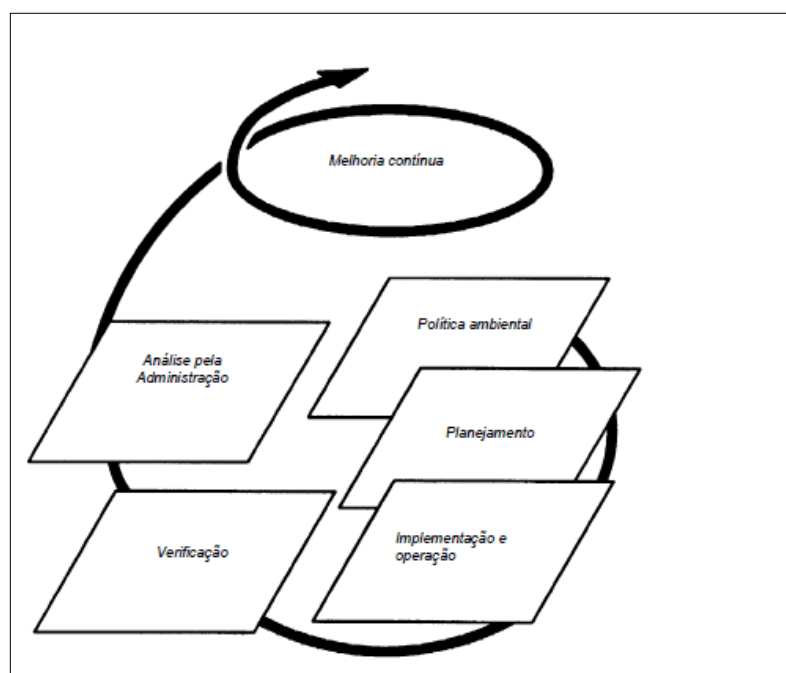 Melhoria contínua
Política ambiental
Análise pela
Administração
Planejamento
Verificação
Implementação e
operação